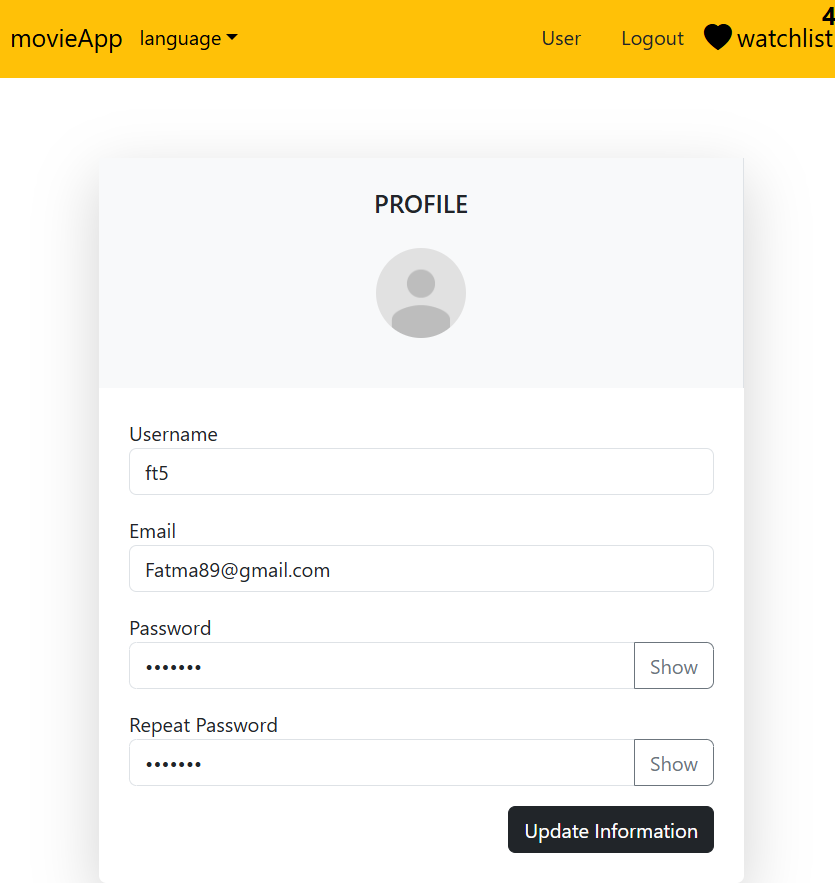 4
movieApp language User Logout watchlist
PROFILE
Username
ft5
Email
Fatma89@gmail.com
Password
••••••• Show
Repeat Password
••••••• Show
Update Information